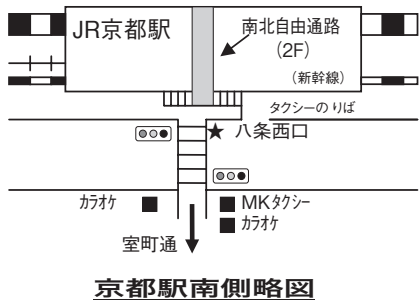 JR京都駅
南北自由通路
(2F)
(新幹線)
タクシーのりば
★ 八条西口
カラオケ
MKタクシー
カラオケ
室町通
京都駅南側略図